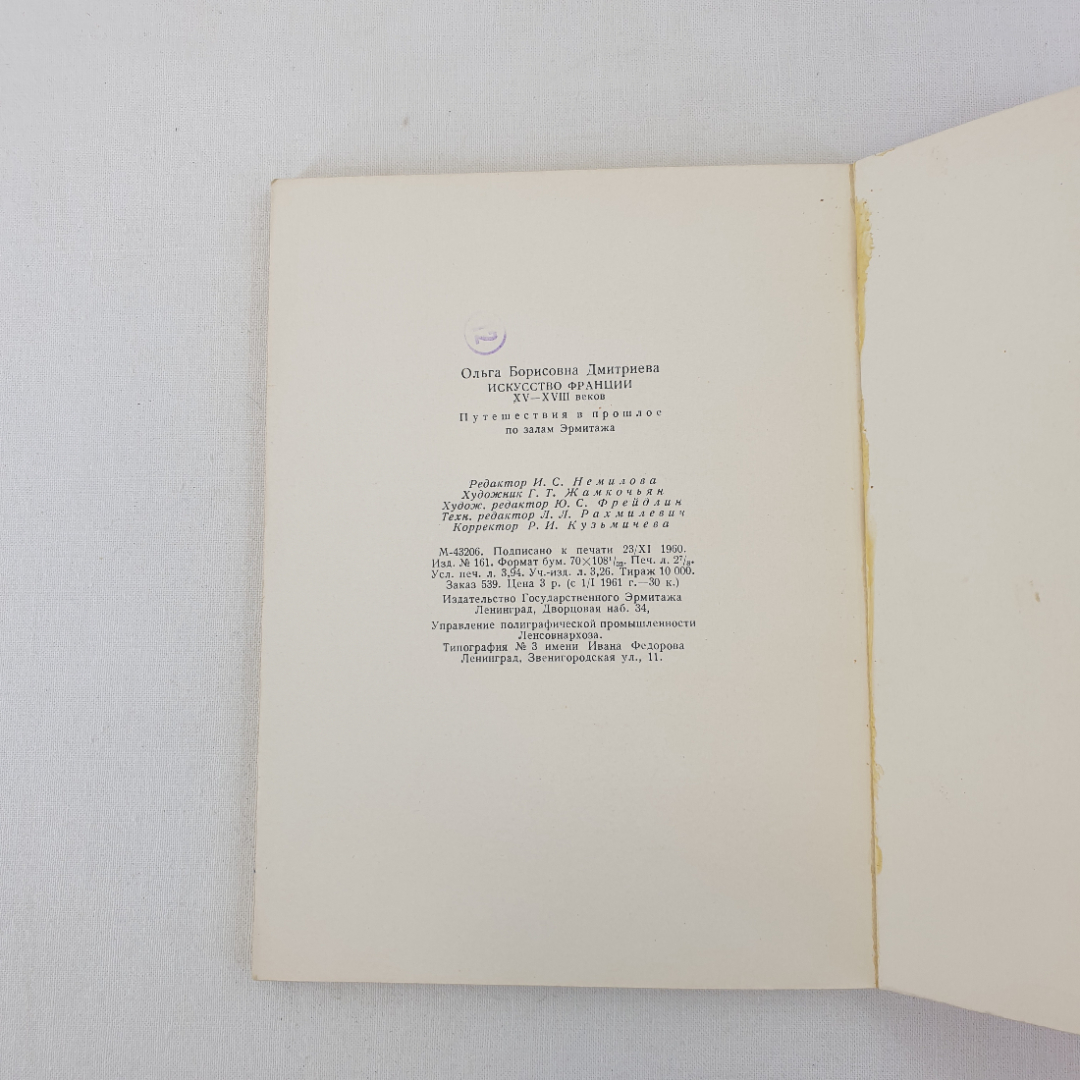 Ольга Борисовна Дмитриева
ИСКУССТВО ФРАНЦИИ
XV—XVIII веков
Путешествия в прошлое
по залам Эрмитажа
Редактор И. С. Немилова
Художник Г. Т. Жамкочьян
Худож. редактор Ю. С. Фрейдлин
Техн. редактор Л. Л. Рахмилевич
Корректор Р. И. Кузьмичева
М-43206. Подписано к печати 23/XI 1960.
Изд. № 161. Формат бум. 70×108¹/₃₂. Печ. л. 2⁷/₈.
Усл. печ. л. 3,94. Уч.-изд. л. 3,26. Тираж 10 000.
Заказ 539. Цена 3 р. (с 1/I 1961 г.—30 к.)
Издательство Государственного Эрмитажа
Ленинград, Дворцовая наб. 34,
Управление полиграфической промышленности
Ленсовнархоза.
Типография № 3 имени Ивана Федорова
Ленинград, Звенигородская ул., 11.